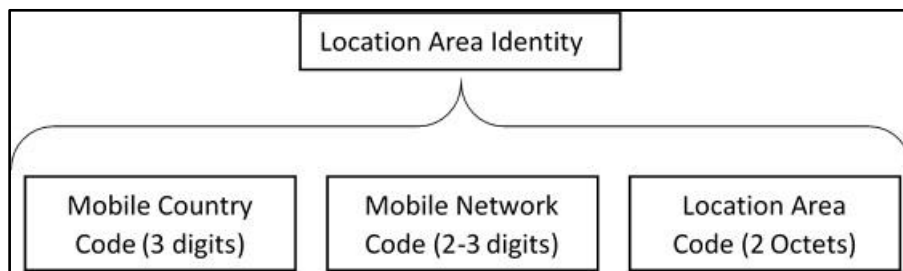 Location Area Identity
Mobile Country
Code (3 digits)
Mobile Network
Code (2-3 digits)
Location Area
Code (2 Octets)